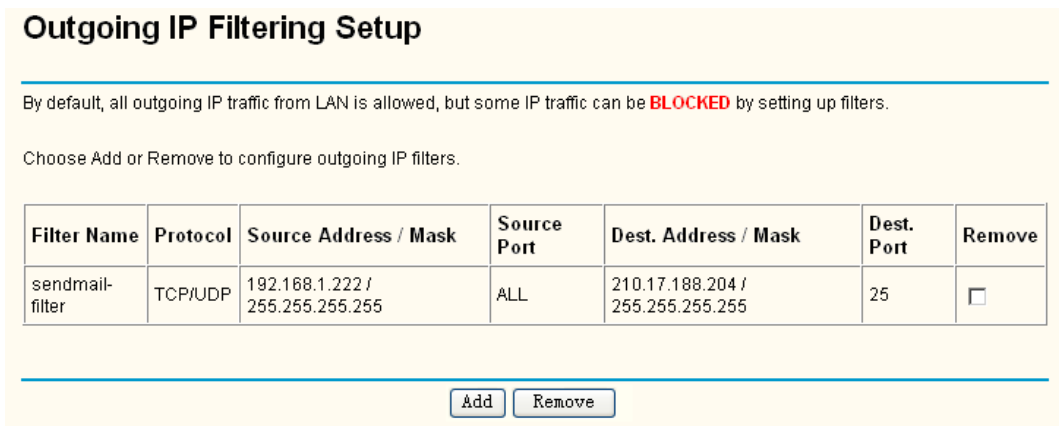 Outgoing IP Filtering Setup
By default, all outgoing IP traffic from LAN is allowed, but some IP traffic can be BLOCKED by setting up filters.
Choose Add or Remove to configure outgoing IP filters.
Filter Name Protocol Source Address / Mask Source Port Dest. Address / Mask Dest. Port Remove
sendmail-filter TCP/UDP 192.168.1.222 / 255.255.255.255 ALL 210.17.188.204 / 255.255.255.255 25
Add Remove